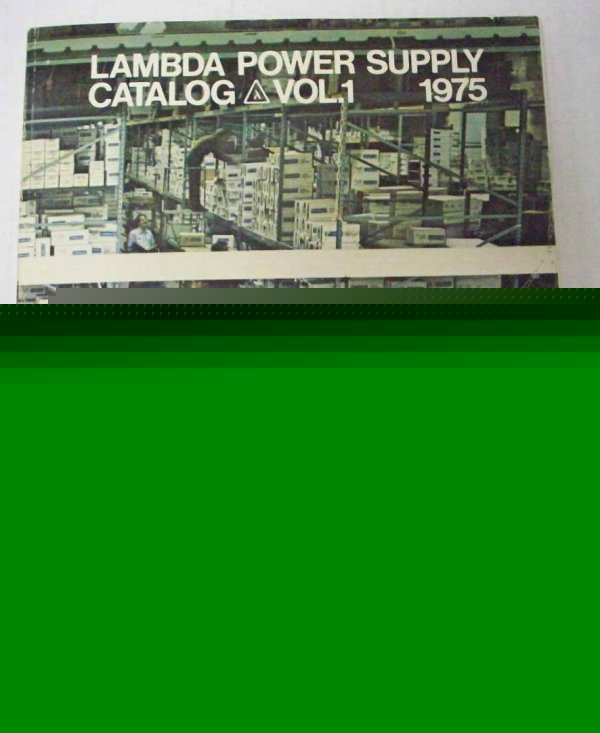 LAMBDA POWER SUPPLY
CATALOG VOL.1 1975